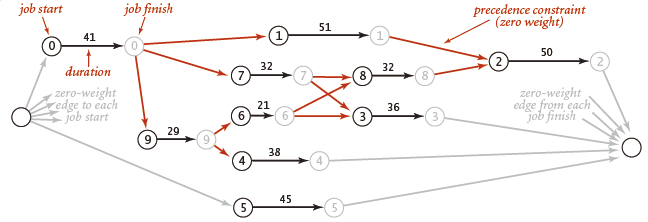 job start
job finish
precedence constraint
(zero weight)
41
51
0
0
1
1
duration
32
32
50
7
7
8
8
2
2
zero-weight
edge to each
job start
zero-weight
edge from each
job finish
21
36
6
6
3
3
29
9
9
38
4
4
45
5
5